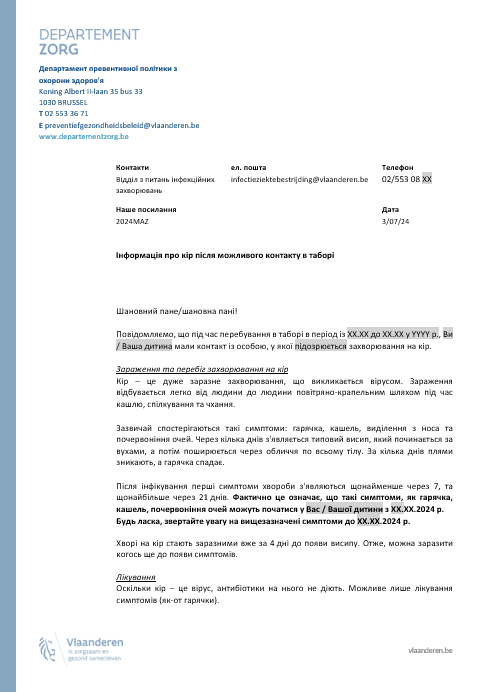 DEPARTEMENT
ZORG
Департамент превентивної політики з
охорони здоров'я
Koning Albert II-laan 35 bus 33
1030 BRUSSEL
T 02 553 36 71
E preventiefgezondheidsbeleid@vlaanderen.be
www.departementzorg.be
Контакти ел. пошта Телефон
Відділ з питань інфекційних infectieziektebestrijding@vlaanderen.be 02/553 08 XX
захворювань
Наше посилання Дата
2024MAZ 3/07/24
Інформація про кір після можливого контакту в таборі
Шановний пане/шановна пані!
Повідомляємо, що під час перебування в таборі в період із XX.XX до XX.XX у YYYY р., Ви
/ Ваша дитина мали контакт із особою, у якої підозрюється захворювання на кір.
Зараження та перебіг захворювання на кір
Кір – це дуже заразне захворювання, що викликається вірусом. Зараження
відбувається легко від людини до людини повітряно-крапельним шляхом під час
кашлю, спілкування та чхання.
Зазвичай спостерігаються такі симптоми: гарячка, кашель, виділення з носа та
почервоніння очей. Через кілька днів з'являється типовий висип, який починається за
вухами, а потім поширюється через обличчя по всьому тілу. За кілька днів плями
зникають, а гарячка спадає.
Після інфікування перші симптоми хвороби з'являються щонайменше через 7, та
щонайбільше через 21 днів. Фактично це означає, що такі симптоми, як гарячка,
кашель, почервоніння очей можуть початися у Вас / Вашої дитини з XX.XX.2024 р.
Будь ласка, звертайте увагу на вищезазначені симптоми до XX.XX.2024 р.
Хворі на кір стають заразними вже за 4 дні до появи висипу. Отже, можна заразити
когось ще до появи симптомів.
Лікування
Оскільки кір – це вірус, антибіотики на нього не діють. Можливе лише лікування
симптомів (як-от гарячки).
Vlaanderen
is zorgzaam en
gezond samenleven
vlaanderen.be